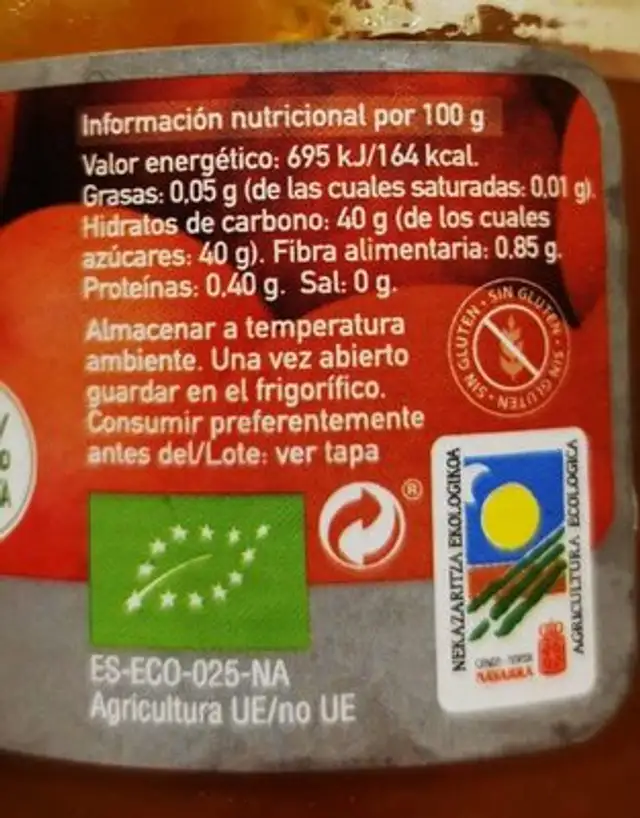 Información nutricional por 100 g
Valor energético: 695 kJ/164 kcal.
Grasas: 0,05 g (de las cuales saturadas: 0,01 g).
Hidratos de carbono: 40 g (de los cuales
azúcares: 40 g). Fibra alimentaria: 0.85 g.
Proteínas: 0,40 g. Sal: 0 g.
Almacenar a temperatura
ambiente. Una vez abierto
guardar en el frigorífico.
Consumir preferentemente
antes del/Lote: ver tapa
SIN GLUTEN · SIN GLUTEN · SIN GLUTEN ·
®
NEKAZARITZA EKOLOGIKOA
AGRICULTURA ECOLOGICA
NAVARRA
ES-ECO-025-NA
Agricultura UE/no UE